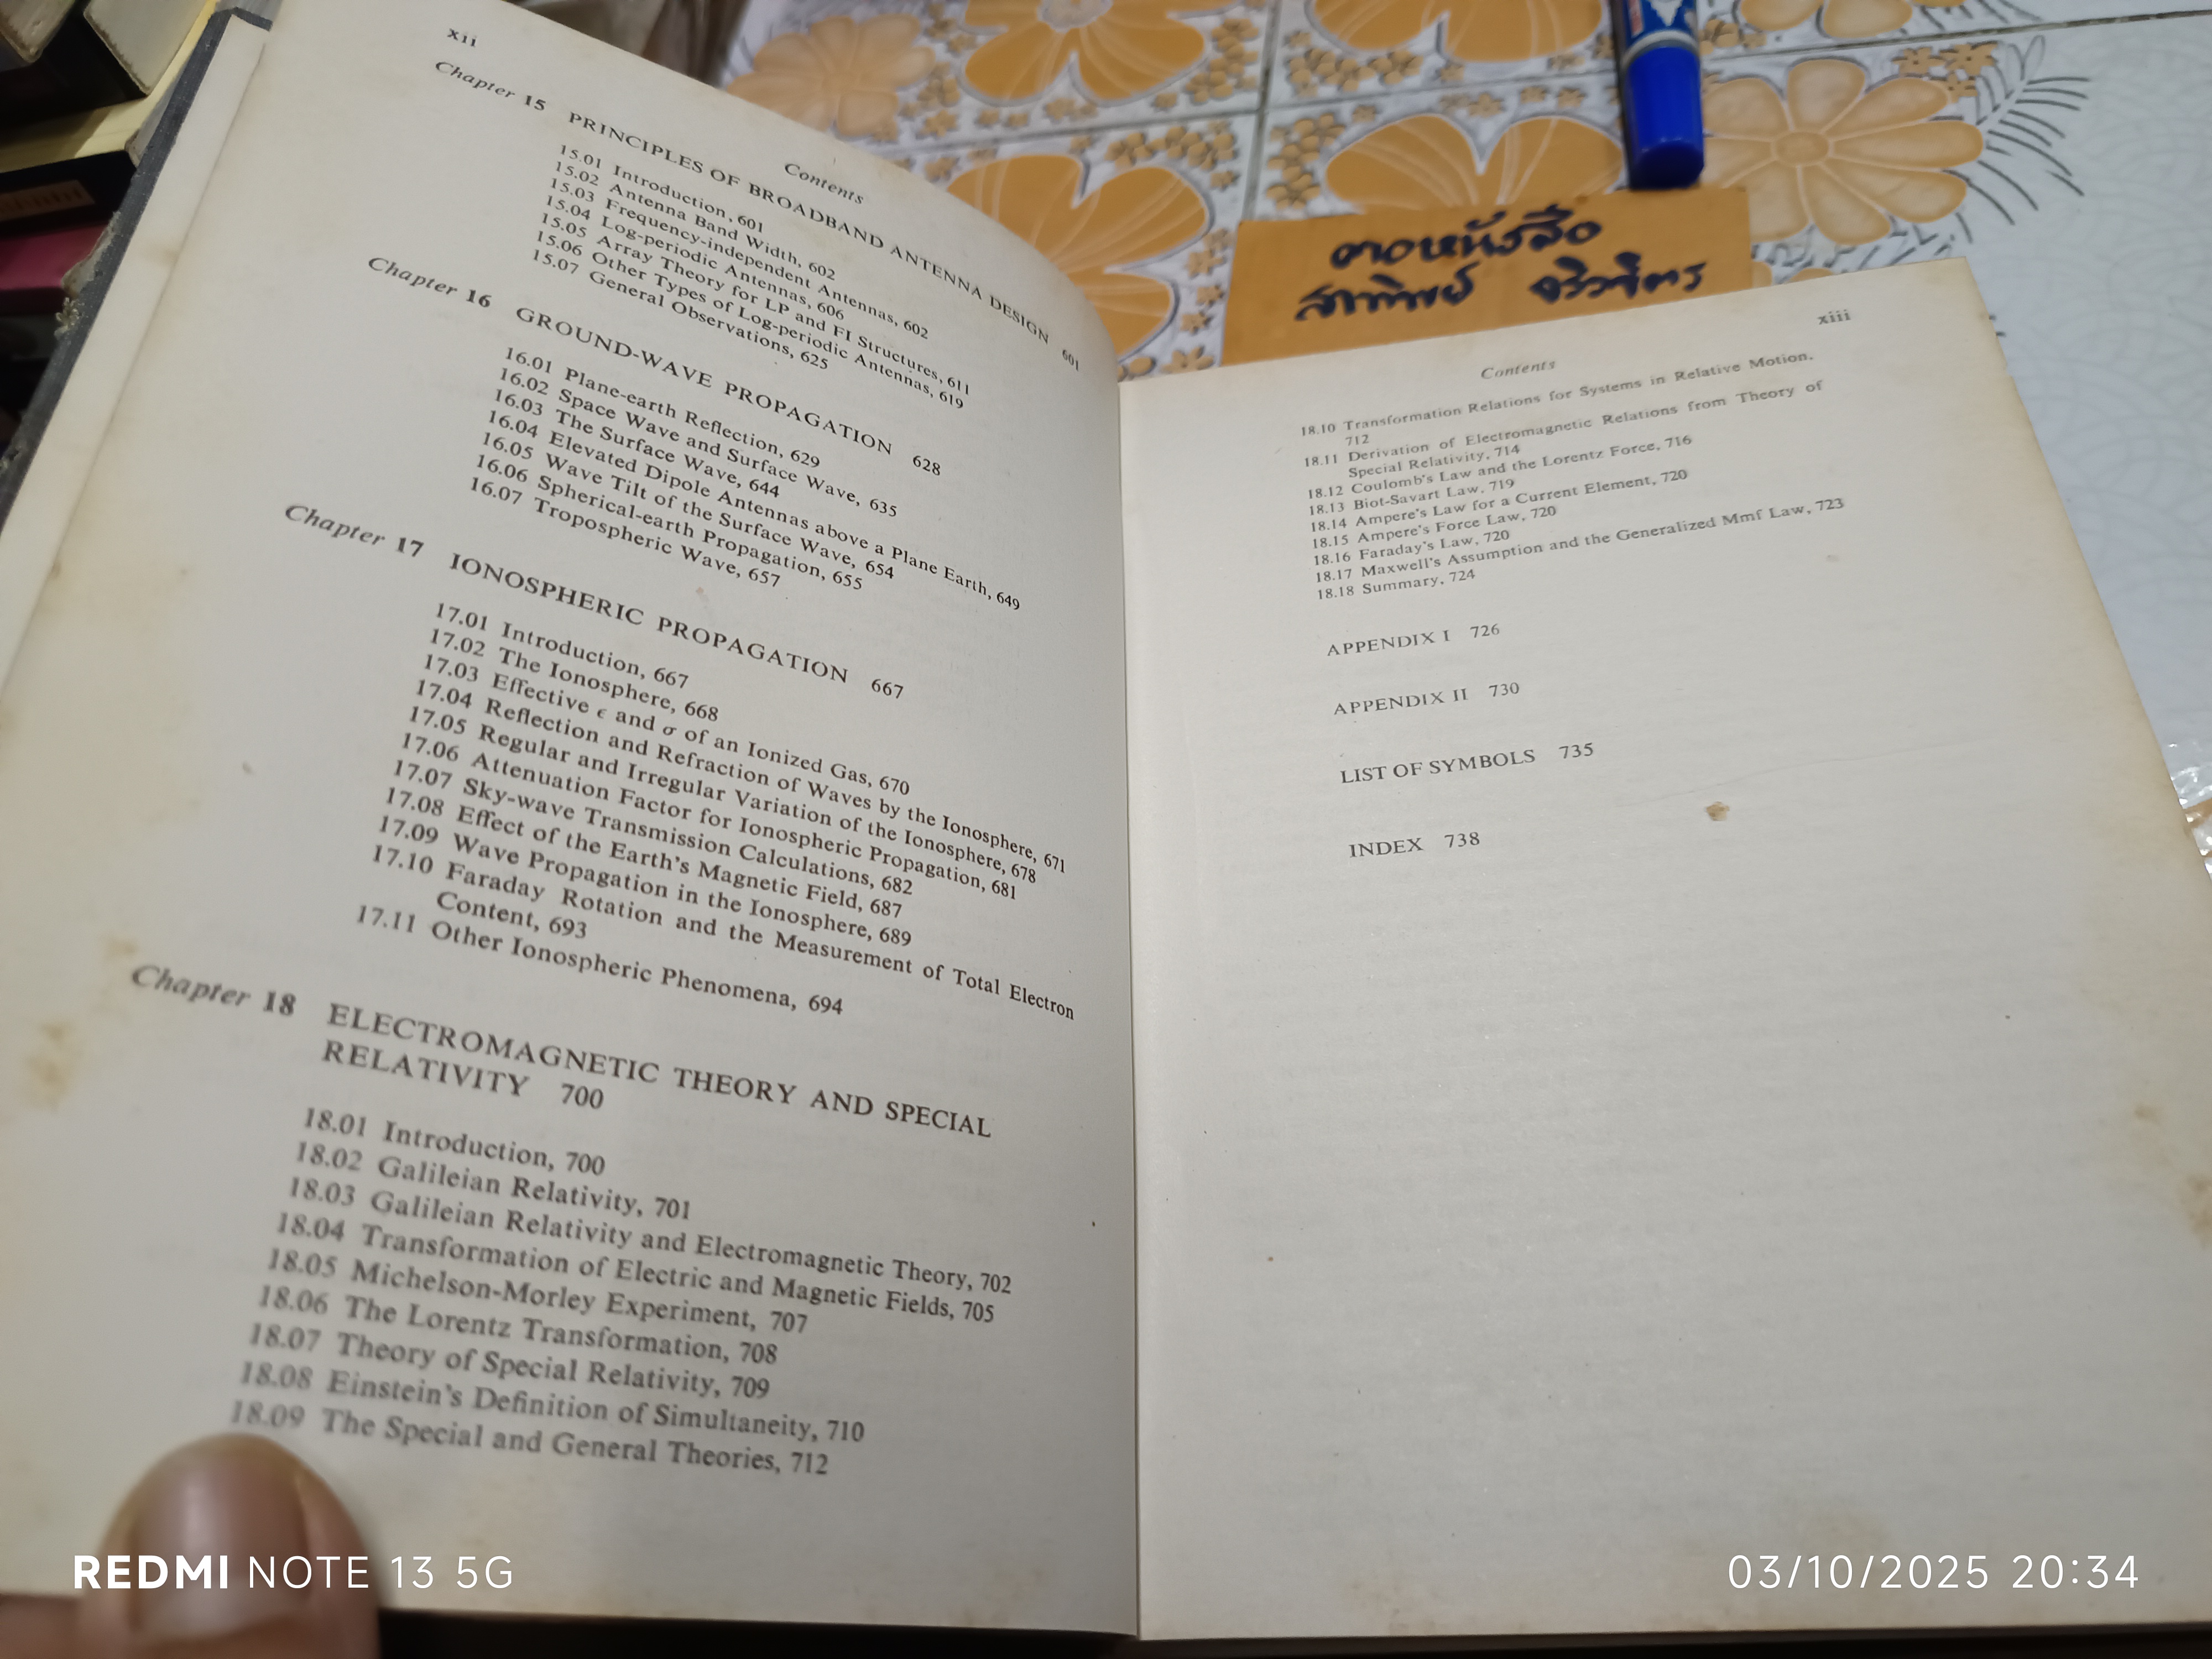 xii
Contents
Chapter 15 PRINCIPLES OF BROADBAND ANTENNA DESIGN 601
15.01 Introduction, 601
15.02 Antenna Band Width, 602
15.03 Frequency-independent Antennas, 602
15.04 Log-periodic Antennas, 606
15.05 Array Theory for LP and FI Structures, 611
15.06 Other Types of Log-periodic Antennas, 619
15.07 General Observations, 625
Chapter 16 GROUND-WAVE PROPAGATION 628
16.01 Plane-earth Reflection, 629
16.02 Space Wave and Surface Wave, 635
16.03 The Surface Wave, 644
16.04 Elevated Dipole Antennas above a Plane Earth, 649
16.05 Wave Tilt of the Surface Wave, 654
16.06 Spherical-earth Propagation, 655
16.07 Tropospheric Wave, 657
Chapter 17 IONOSPHERIC PROPAGATION 667
17.01 Introduction, 667
17.02 The Ionosphere, 668
17.03 Effective ϵ and σ of an Ionized Gas, 670
17.04 Reflection and Refraction of Waves by the Ionosphere, 671
17.05 Regular and Irregular Variation of the Ionosphere, 678
17.06 Attenuation Factor for Ionospheric Propagation, 681
17.07 Sky-wave Transmission Calculations, 682
17.08 Effect of the Earth's Magnetic Field, 687
17.09 Wave Propagation in the Ionosphere, 689
17.10 Faraday Rotation and the Measurement of Total Electron
Content, 693
17.11 Other Ionospheric Phenomena, 694
Chapter 18 ELECTROMAGNETIC THEORY AND SPECIAL
RELATIVITY 700
18.01 Introduction, 700
18.02 Galileian Relativity, 701
18.03 Galileian Relativity and Electromagnetic Theory, 702
18.04 Transformation of Electric and Magnetic Fields, 705
18.05 Michelson-Morley Experiment, 707
18.06 The Lorentz Transformation, 708
18.07 Theory of Special Relativity, 709
18.08 Einstein's Definition of Simultaneity, 710
18.09 The Special and General Theories, 712
xiii
Contents
18.10 Transformation Relations for Systems in Relative Motion,
712
18.11 Derivation of Electromagnetic Relations from Theory of
Special Relativity, 714
18.12 Coulomb's Law and the Lorentz Force, 716
18.13 Biot-Savart Law, 719
18.14 Ampere's Law for a Current Element, 720
18.15 Ampere's Force Law, 720
18.16 Faraday's Law, 720
18.17 Maxwell's Assumption and the Generalized Mmf Law, 723
18.18 Summary, 724
APPENDIX I 726
APPENDIX II 730
LIST OF SYMBOLS 735
INDEX 738
REDMI NOTE 13 5G
03/10/2025 20:34